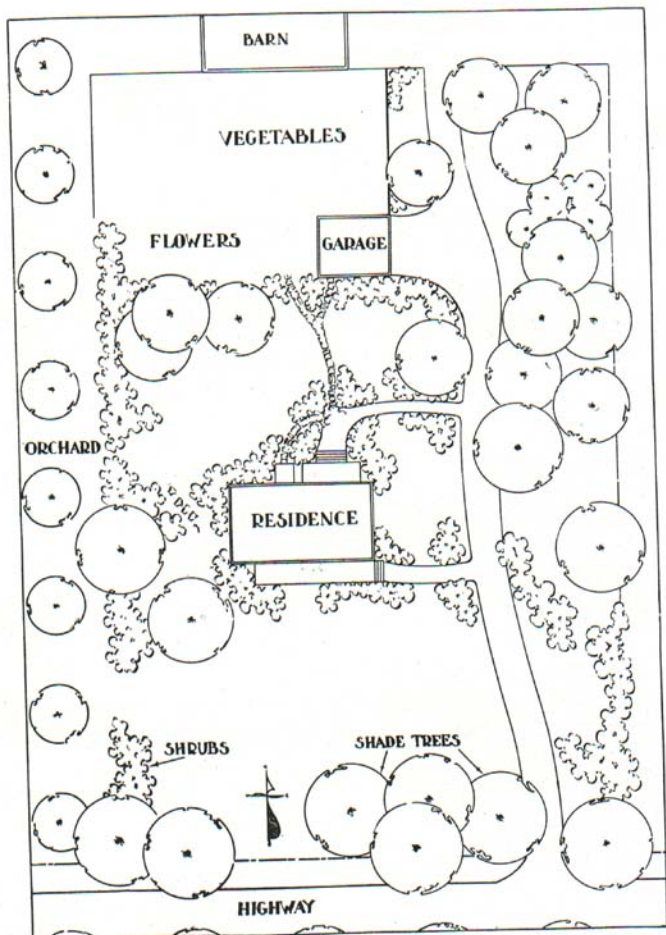 BARN
VEGETABLES
FLOWERS
GARAGE
ORCHARD
RESIDENCE
SHRUBS
SHADE TREES
HIGHWAY